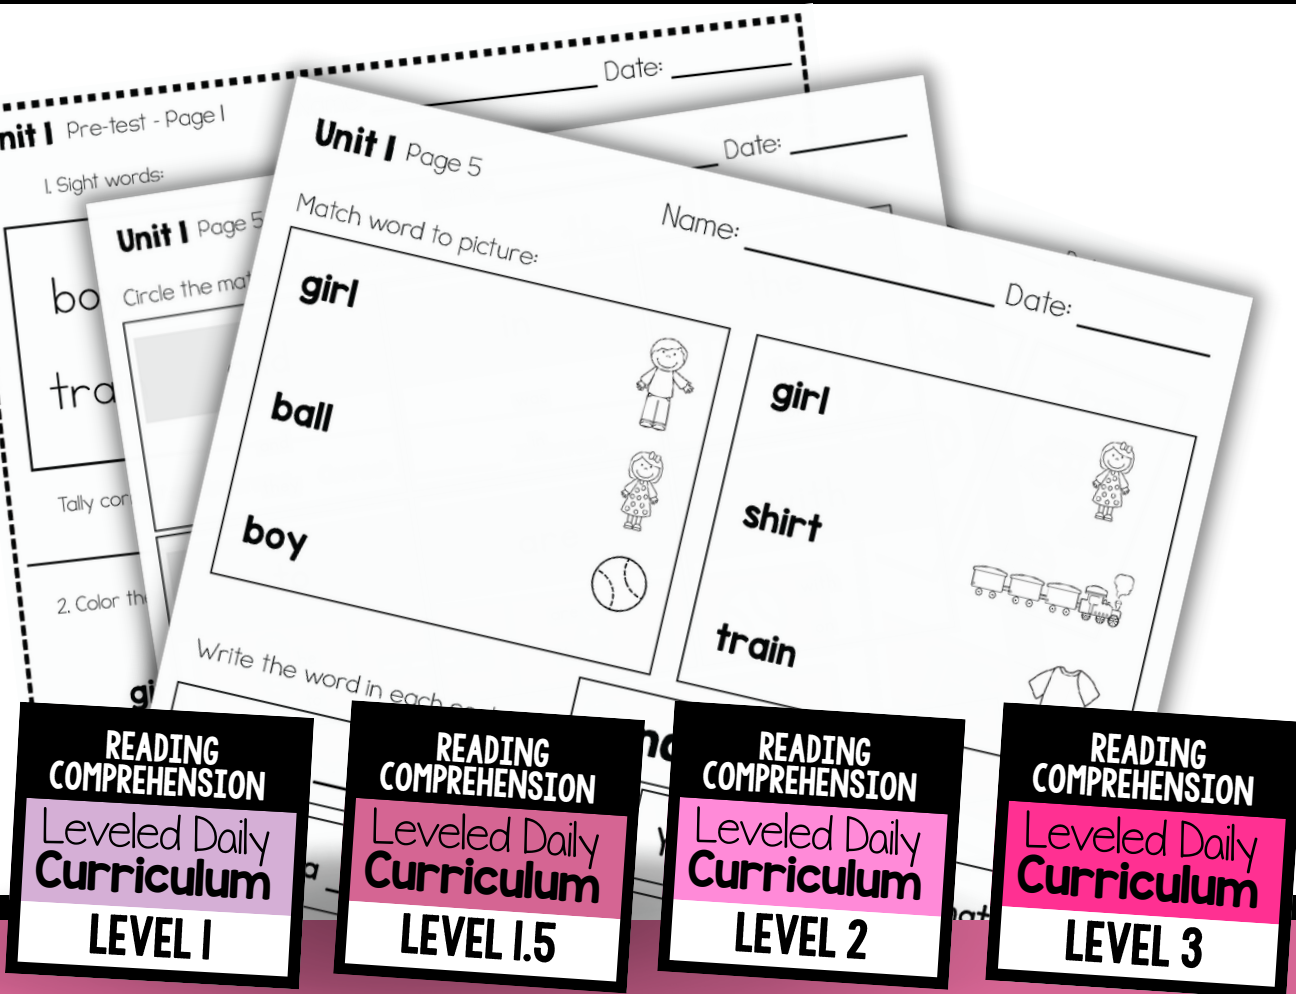 Date:
Unit 1 Pre-test - Page 1
1. Sight words:
Tally
2. Color
Date:
Unit 1 Page 5
Circle the
Unit 1 Page 5
Name:
Date:
Match word to picture:
girl
ball
boy
girl
shirt
train
Write the word in each
READING
COMPREHENSION
Leveled Daily
Curriculum
LEVEL 1
READING
COMPREHENSION
Leveled Daily
Curriculum
LEVEL 1.5
READING
COMPREHENSION
Leveled Daily
Curriculum
LEVEL 2
READING
COMPREHENSION
Leveled Daily
Curriculum
LEVEL 3